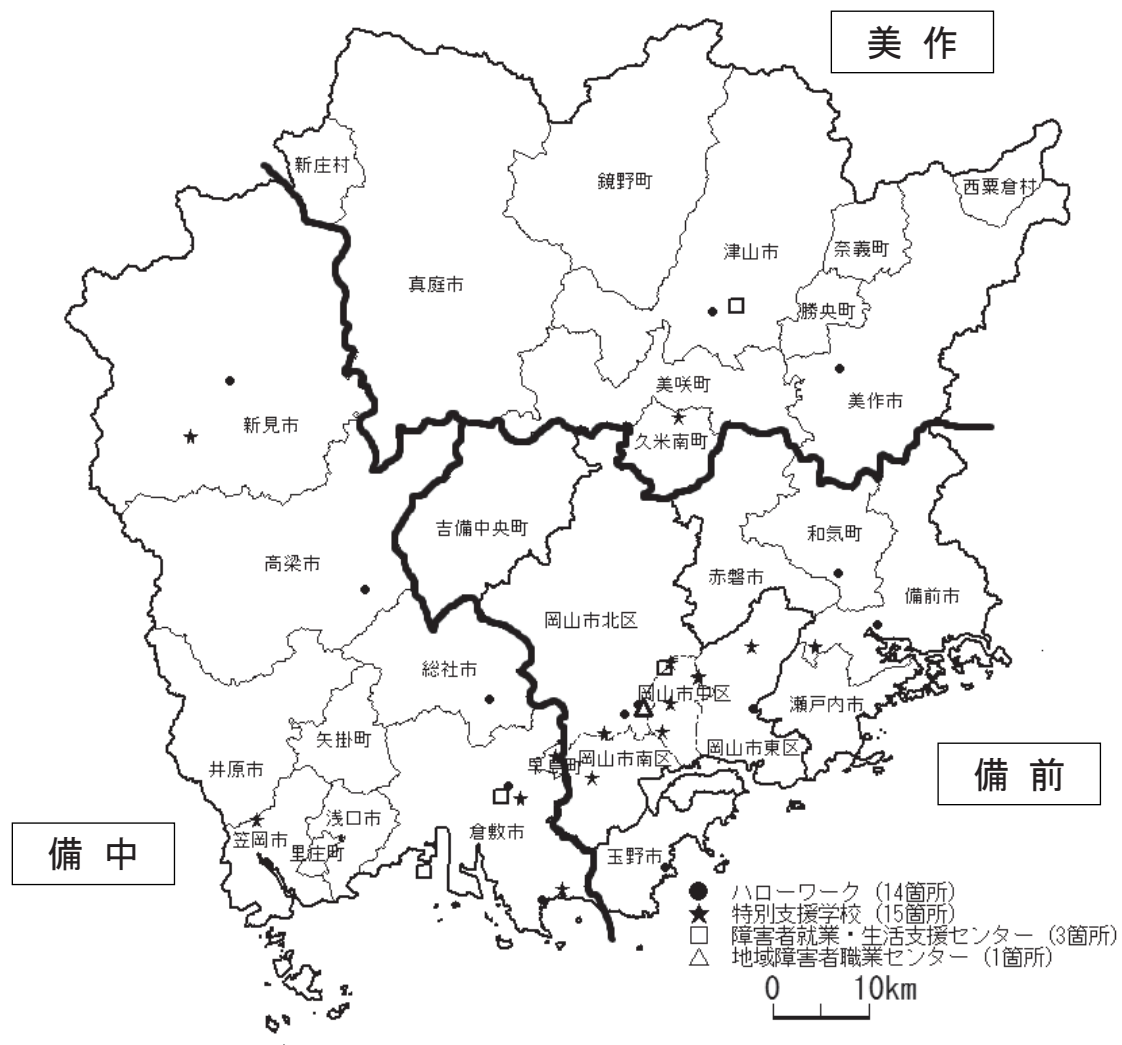 美作
新庄村
鏡野町
西粟倉村
津山市
奈義町
真庭市
勝央町
美咲町
美作市
新見市
久米南町
吉備中央町
和気町
高梁市
赤磐市
備前市
岡山市北区
総社市
岡山市中区
瀬戸内市
矢掛町
井原市
早島町
岡山市南区
岡山市東区
備前
浅口市
倉敷市
笠岡市
里庄町
玉野市
備中
ハローワーク (14箇所)
特別支援学校 (15箇所)
障害者就業・生活支援センター (3箇所)
地域障害者職業センター (1箇所)
0 10km